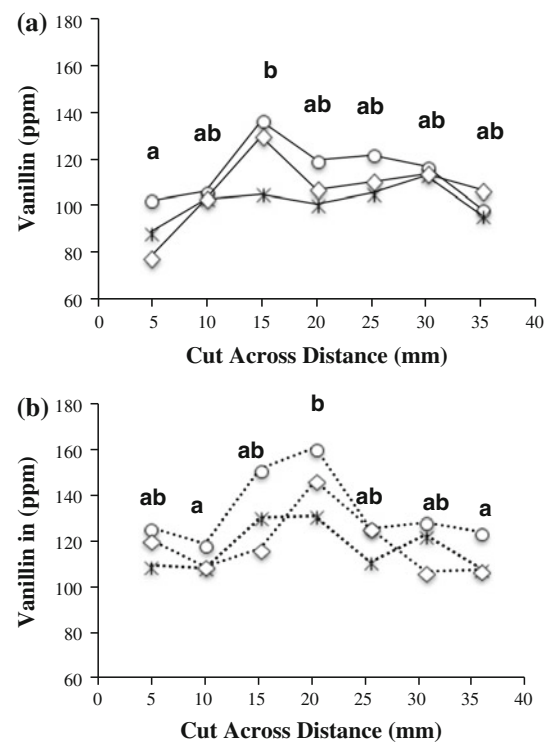 (a)
180
160
140
120
100
80
60
Vanillin (ppm)
a
ab
b
ab
ab
ab
ab
0 5 10 15 20 25 30 35 40
Cut Across Distance (mm)
(b)
180
160
140
120
100
80
60
Vanillin in (ppm)
ab
a
ab
b
ab
ab
a
0 5 10 15 20 25 30 35 40
Cut Across Distance (mm)